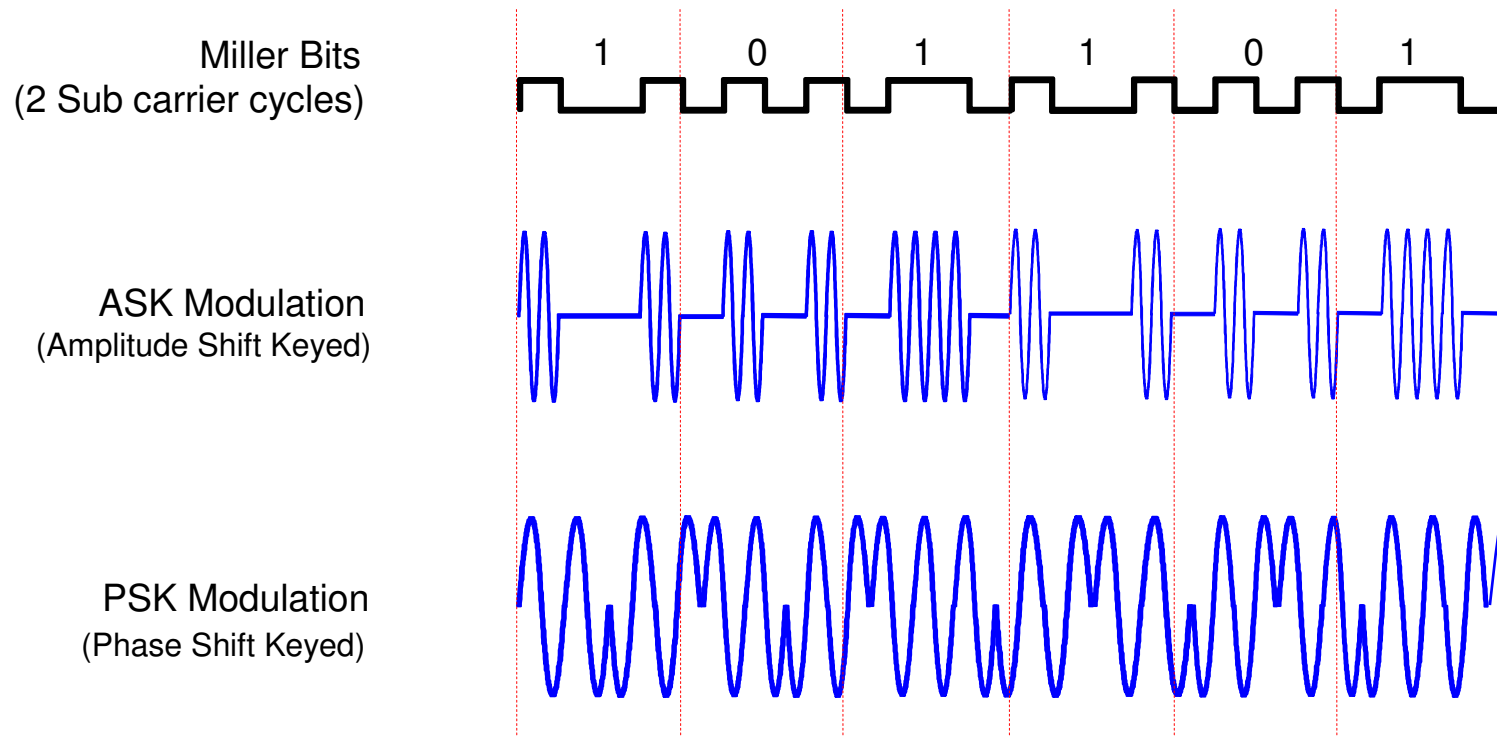 Miller Bits
(2 Sub carrier cycles)
1 0 1 1 0 1
ASK Modulation
(Amplitude Shift Keyed)
PSK Modulation
(Phase Shift Keyed)